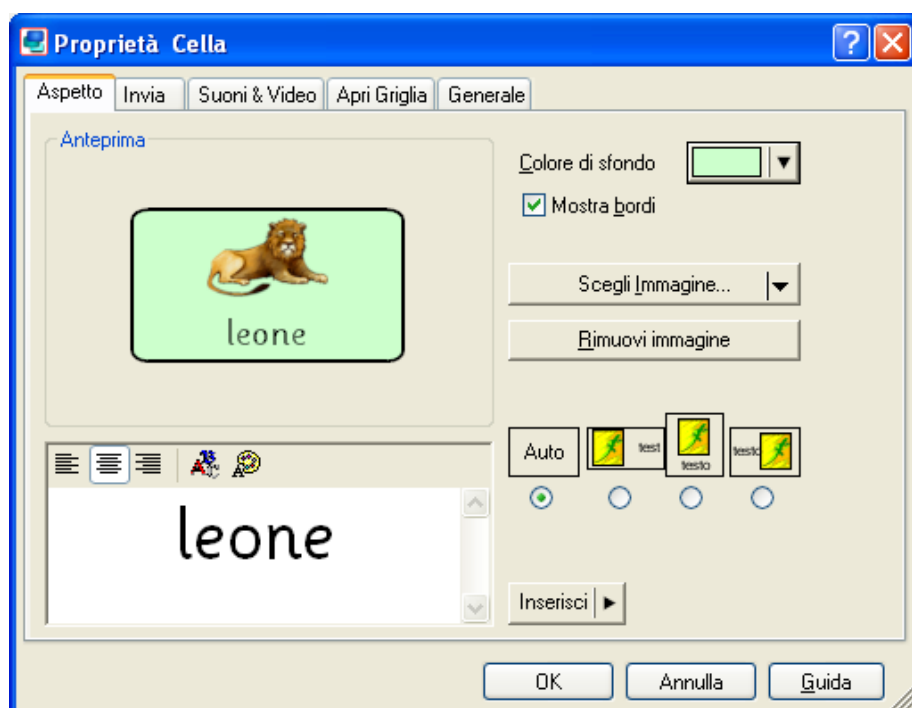 Proprietà Cella
Aspetto Invia Suoni & Video Apri Griglia Generale
Anteprima
leone
Colore di sfondo
Mostra bordi
Scegli Immagine...
Rimuovi immagine
Auto test testo testo
leone
Inserisci
OK Annulla Guida